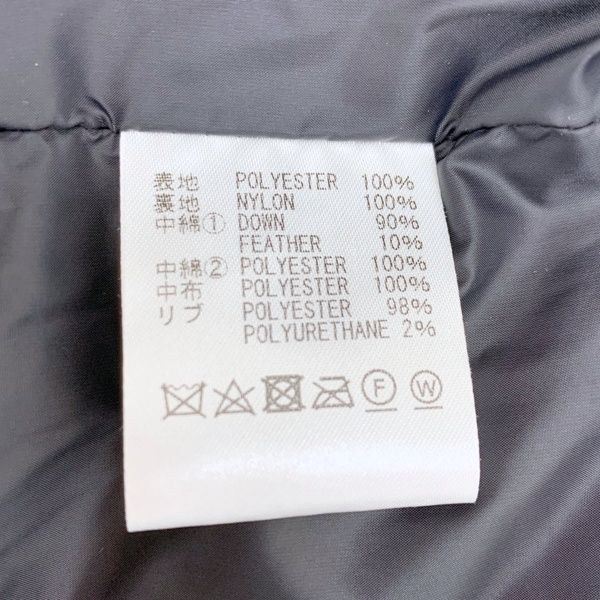 表地 POLYESTER 100%
裏地 NYLON 100%
中綿① DOWN 90%
FEATHER 10%
中綿② POLYESTER 100%
中布 POLYESTER 100%
リブ POLYESTER 98%
POLYURETHANE 2%
F W